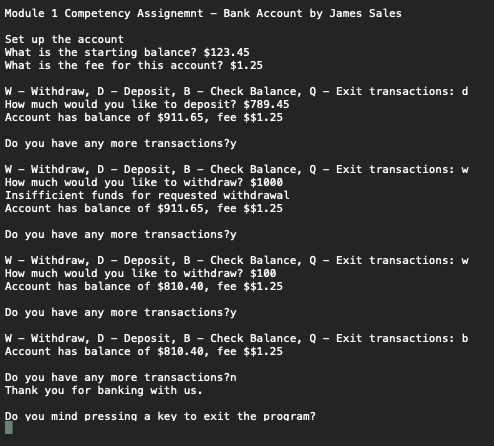 Module 1 Competency Assignemnt - Bank Account by James Sales
Set up the account
What is the starting balance? $123.45
What is the fee for this account? $1.25
W - Withdraw, D - Deposit, B - Check Balance, Q - Exit transactions: d
How much would you like to deposit? $789.45
Account has balance of $911.65, fee $$1.25
Do you have any more transactions?y
W - Withdraw, D - Deposit, B - Check Balance, Q - Exit transactions: w
How much would you like to withdraw? $1000
Insufficient funds for requested withdrawal
Account has balance of $911.65, fee $$1.25
Do you have any more transactions?y
W - Withdraw, D - Deposit, B - Check Balance, Q - Exit transactions: w
How much would you like to withdraw? $100
Account has balance of $810.40, fee $$1.25
Do you have any more transactions?y
W - Withdraw, D - Deposit, B - Check Balance, Q - Exit transactions: b
Account has balance of $810.40, fee $$1.25
Do you have any more transactions?n
Thank you for banking with us.
Do you mind pressing a key to exit the program?